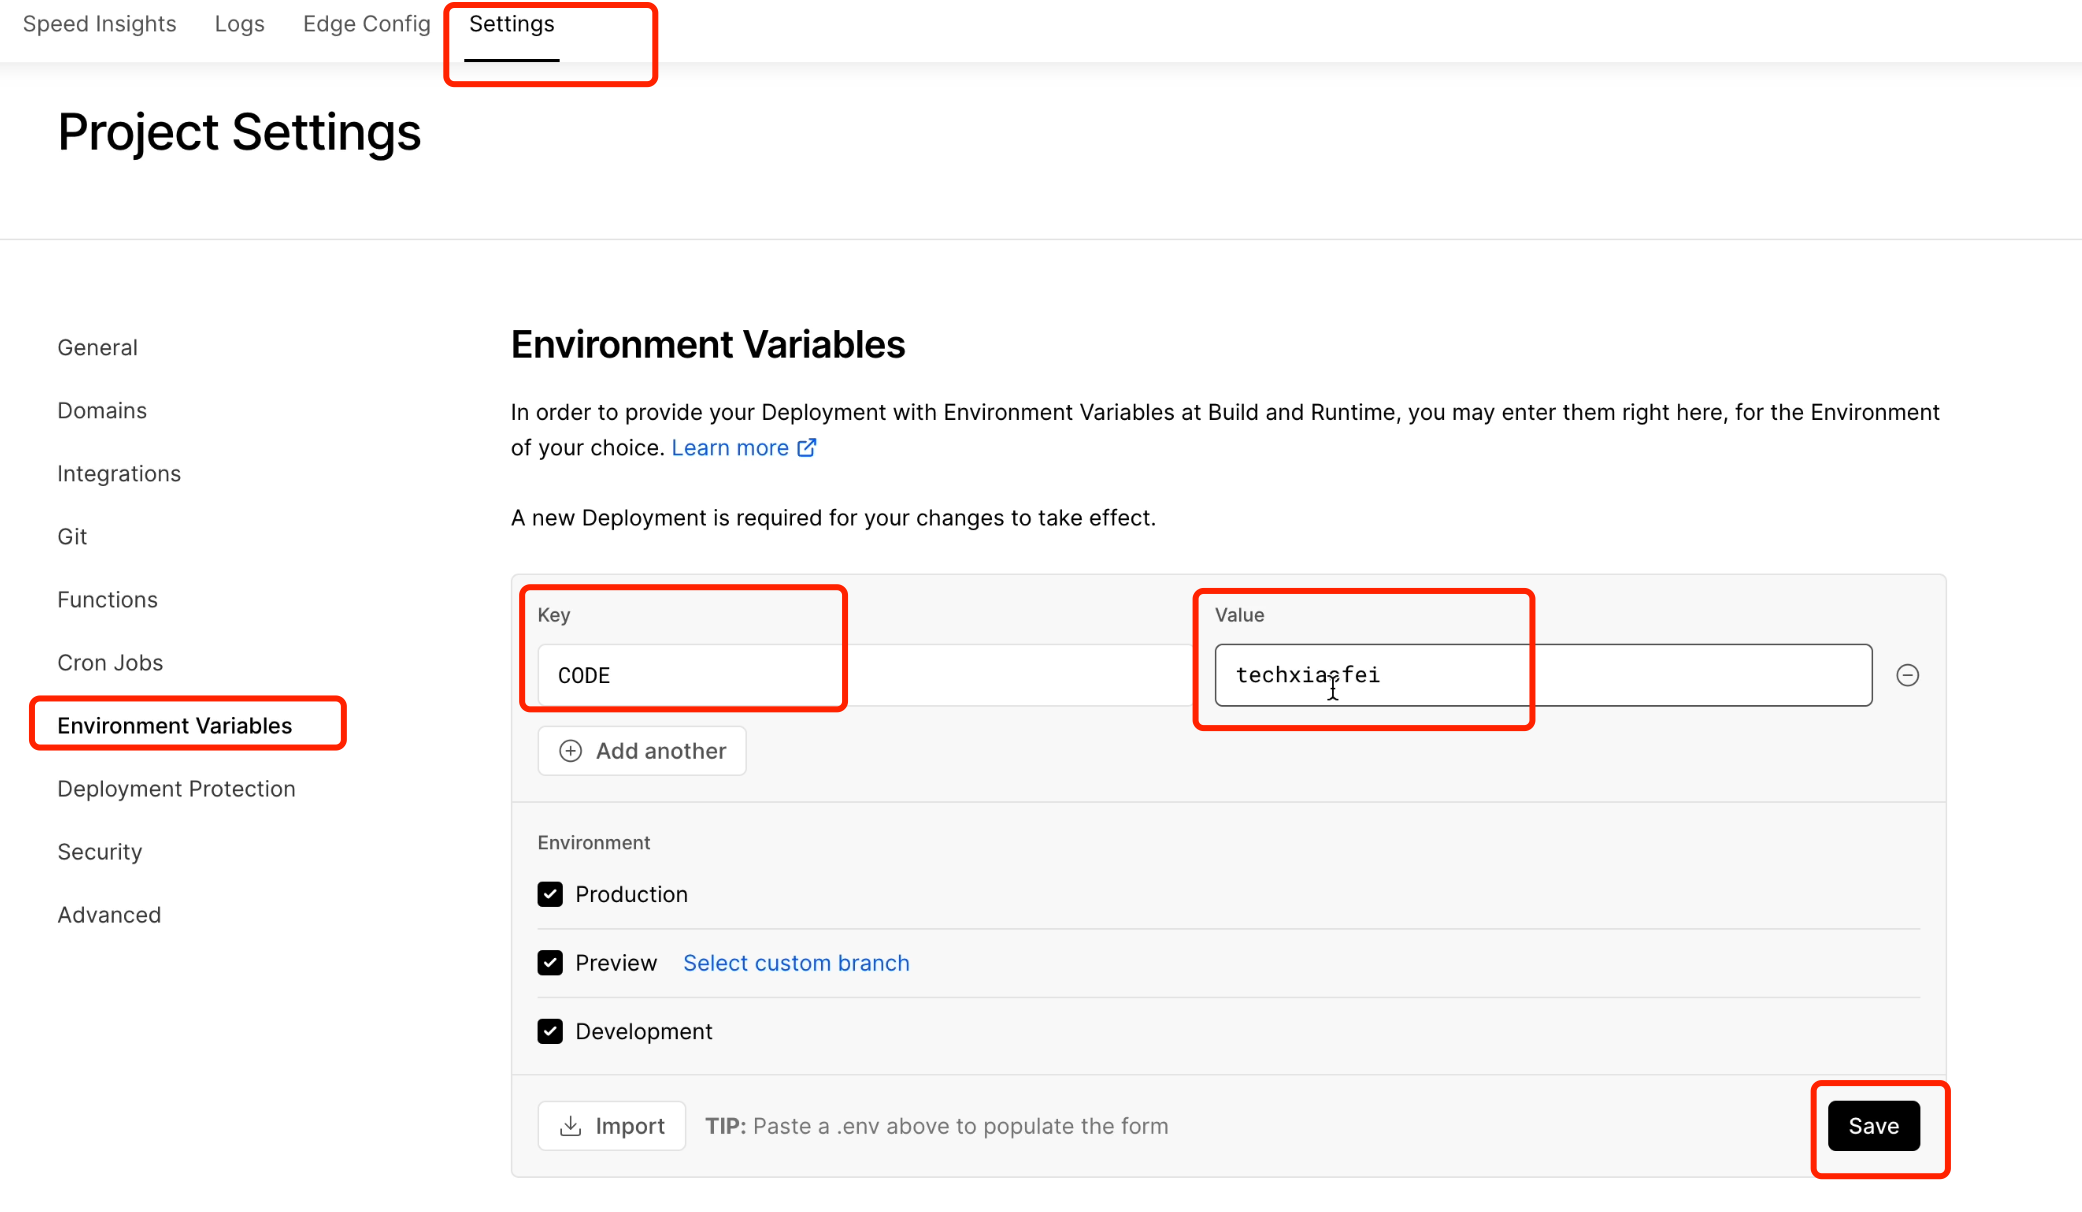 Speed Insights Logs Edge Config Settings
Project Settings
General
Domains
Integrations
Git
Functions
Cron Jobs
Environment Variables
Deployment Protection
Security
Advanced
Environment Variables
In order to provide your Deployment with Environment Variables at Build and Runtime, you may enter them right here, for the Environment
of your choice. Learn more
A new Deployment is required for your changes to take effect.
Key Value
CODE
Add another
Environment
Production
Preview Select custom branch
Development
Import TIP: Paste a .env above to populate the form Save